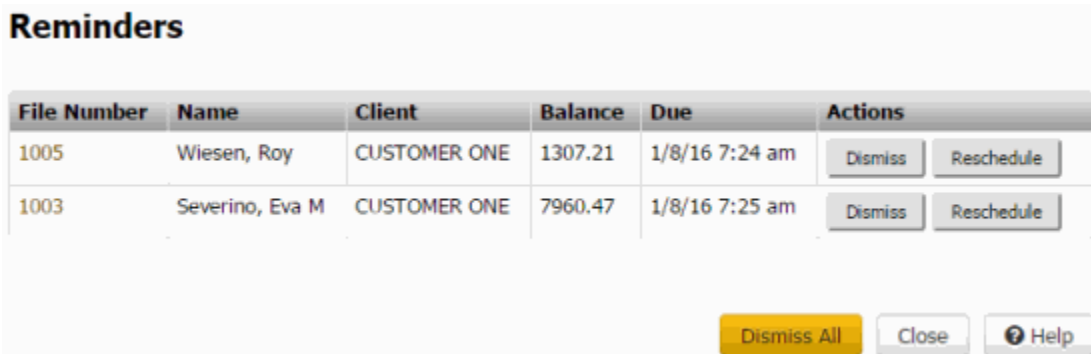 Reminders
File Number Name Client Balance Due Actions
1005 Wiesen, Roy CUSTOMER ONE 1307.21 1/8/16 7:24 am Dismiss Reschedule
1003 Severino, Eva M CUSTOMER ONE 7960.47 1/8/16 7:25 am Dismiss Reschedule
Dismiss All Close Help